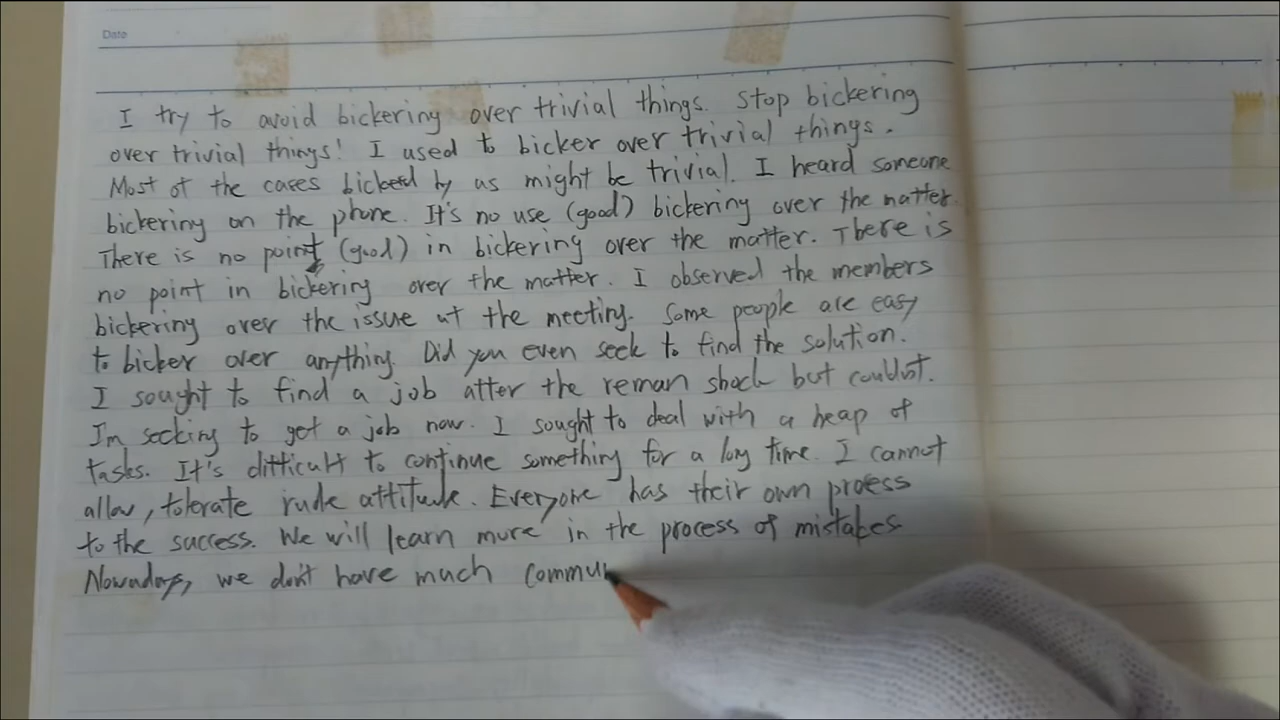 Date
I try to avoid bickering over trivial things. Stop bickering
over trivial things! I used to bicker over trivial things.
Most of the cases bickered by us might be trivial. I heard someone
bickering on the phone. It's no use (good) bickering over the matter.
There is no point (good) in bickering over the matter. There is
no point in bickering over the matter. I observed the members
bickering over the issue at the meeting. Some people are easy
to bicker over anything. Did you even seek to find the solution.
I sought to find a job after the reman shock but couldn't.
I'm seeking to get a job now. I sought to deal with a heap of
tasks. It's difficult to continue something for a long time. I cannot
allow, tolerate rude attitude. Everyone has their own proess
to the success. We will learn more in the process of mistakes
Nowadays, we don't have much commun